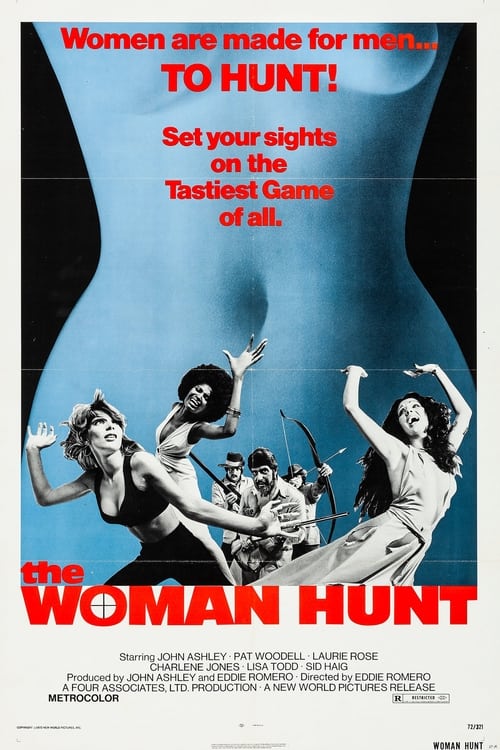 Women are made for men...
TO HUNT!
Set your sights
on the
Tastiest Game
of all.
the
WOMAN HUNT
Starring JOHN ASHLEY · PAT WOODELL · LAURIE ROSE
CHARLENE JONES · LISA TODD · SID HAIG
Produced by JOHN ASHLEY and EDDIE ROMERO · Directed by EDDIE ROMERO
A FOUR ASSOCIATES, LTD. PRODUCTION · A NEW WORLD PICTURES RELEASE
METROCOLOR
R RESTRICTED
72/321
WOMAN HUNT